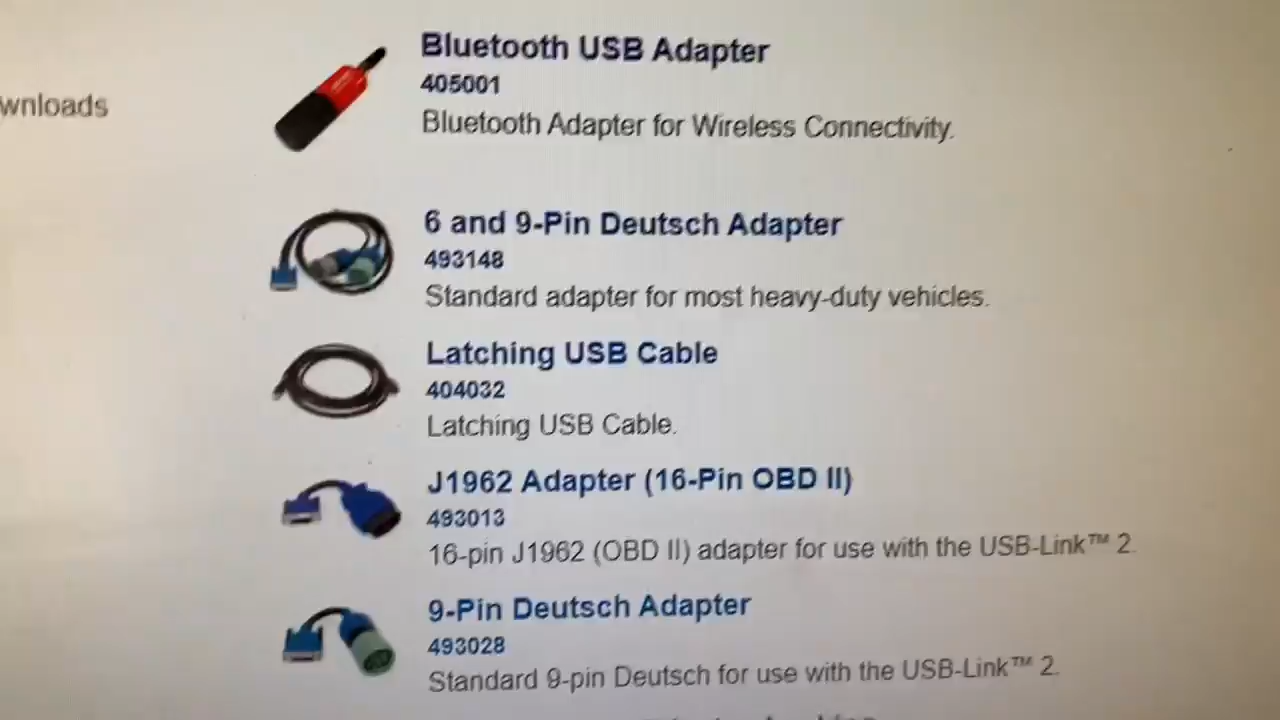 wnloads
Bluetooth USB Adapter
405001
Bluetooth Adapter for Wireless Connectivity.
6 and 9-Pin Deutsch Adapter
493148
Standard adapter for most heavy-duty vehicles.
Latching USB Cable
404032
Latching USB Cable.
J1962 Adapter (16-Pin OBD II)
493013
16-pin J1962 (OBD II) adapter for use with the USB-Link™ 2.
9-Pin Deutsch Adapter
493028
Standard 9-pin Deutsch for use with the USB-Link™ 2.